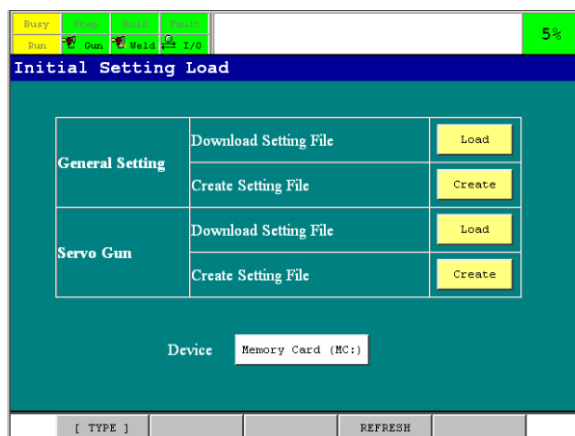 Busy Step Hold Fault
Run Gun Weld I/O
5%
Initial Setting Load
General Setting
Download Setting File
Load
Create Setting File
Create
Servo Gun
Download Setting File
Load
Create Setting File
Create
Device
Memory Card (MC:)
[ TYPE ]
REFRESH